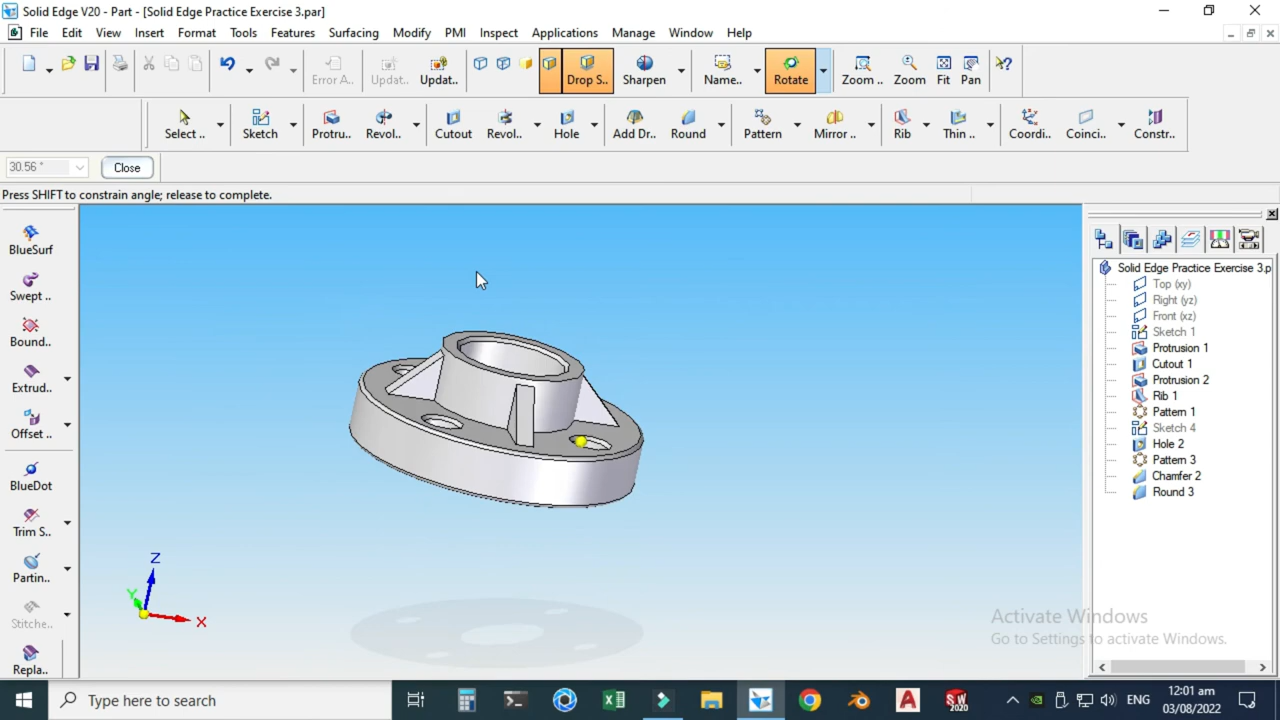 Solid Edge V20 - Part - [Solid Edge Practice Exercise 3.par]
File Edit View Insert Format Tools Features Surfacing Modify PMI Inspect Applications Manage Window Help
Error A.. Updat.. Updat.. Drop S.. Sharpen Name.. Rotate Zoom .. Zoom Fit Pan
Select .. Sketch Protru.. Revol.. Cutout Revol.. Hole Add Dr.. Round Pattern Mirror .. Rib Thin .. Coordi.. Coinci.. Constr..
30.56 ° Close
Press SHIFT to constrain angle; release to complete.
BlueSurf
Swept ..
Bound..
Extrud..
Offset ..
BlueDot
Trim S..
Partin..
Stitche..
Repla..
Z
Y
X
Solid Edge Practice Exercise 3.p
Top (xy)
Right (yz)
Front (xz)
Sketch 1
Protrusion 1
Cutout 1
Protrusion 2
Rib 1
Pattern 1
Sketch 4
Hole 2
Pattern 3
Chamfer 2
Round 3
Activate Windows
Go to Settings to activate Windows.
Type here to search
ENG
12:01 am
03/08/2022